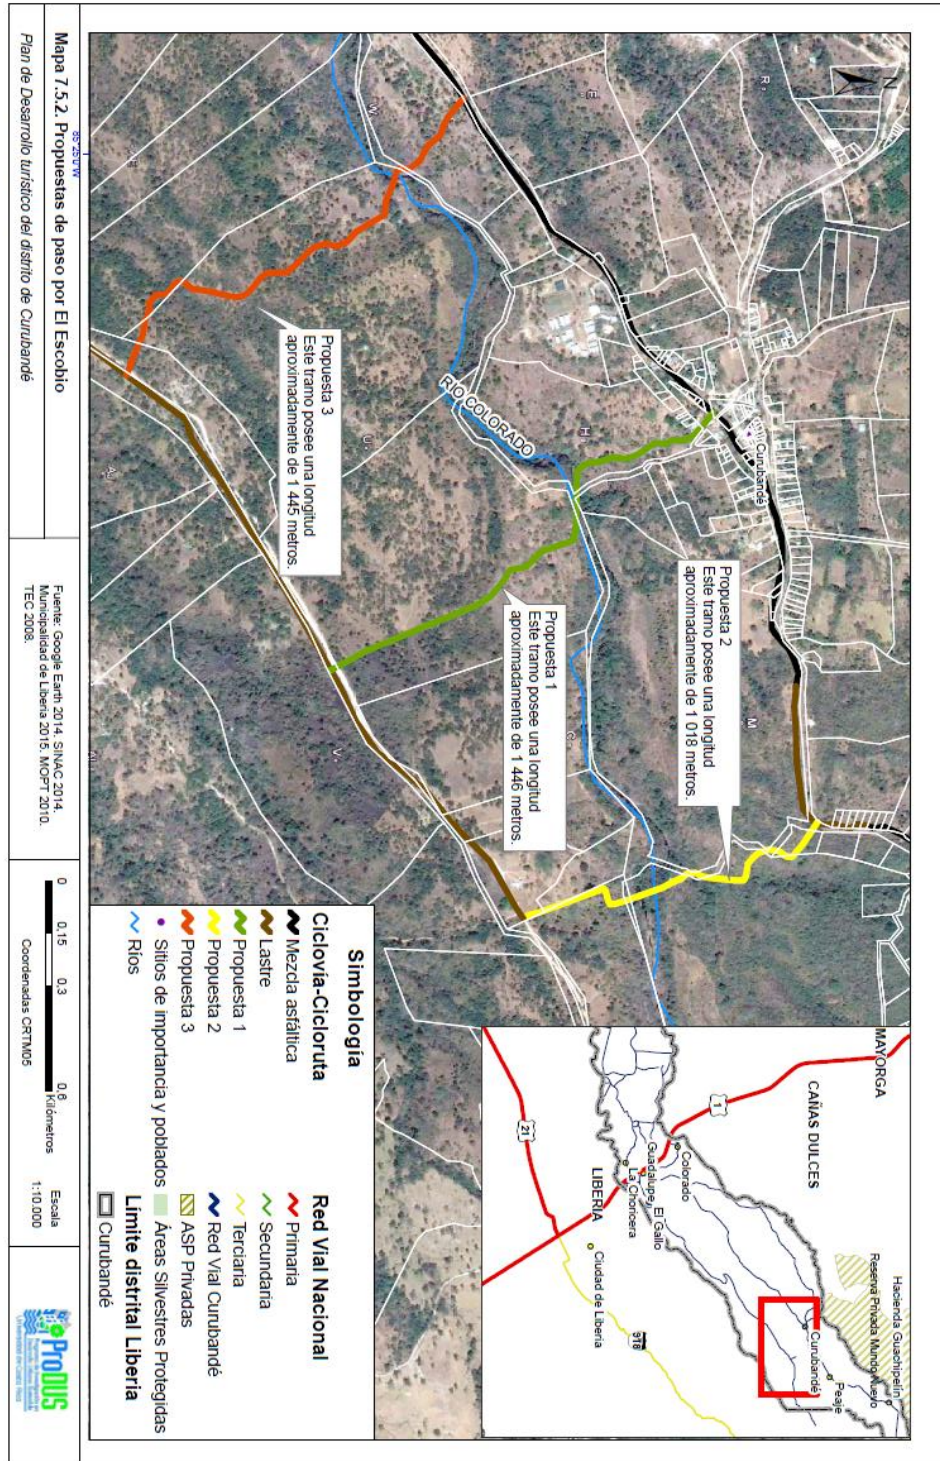 N
R.
E.
W
H
U.
M
C.
V.
A.
Curubandé
RÍO COLORADO
Propuesta 2
Este tramo posee una longitud
aproximadamente de 1 018 metros.
Propuesta 1
Este tramo posee una longitud
aproximadamente de 1 446 metros.
Propuesta 3
Este tramo posee una longitud
aproximadamente de 1 445 metros.
MAYORGA
CAÑAS DULCES
Hacienda Guachipelín
Reserva Privada Mundo Nuevo
Curubandé
Peaje
Colorado
Guadalupe
La Choricera
El Gallo
LIBERIA
Ciudad de Liberia
1
21
918
Simbología
Ciclovía-Cicloruta
Mezcla asfáltica
Lastre
Propuesta 1
Propuesta 2
Propuesta 3
Sitios de importancia y poblados
Ríos
Red Vial Nacional
Primaria
Secundaria
Terciaria
Red Vial Curubandé
ASP Privadas
Áreas Silvestres Protegidas
Límite distrital Liberia
Curubandé
85°25'0"W
Mapa 7.5.2. Propuestas de paso por El Escobio
Plan de Desarrollo turístico del distrito de Curubandé
Fuente: Google Earth 2014, SINAC 2014,
Municipalidad de Liberia 2015, MOPT 2010,
TEC 2008.
0 0,15 0,3 0,6
Kilómetros
Coordenadas CRTM05
Escala
1:10.000
ProDUS